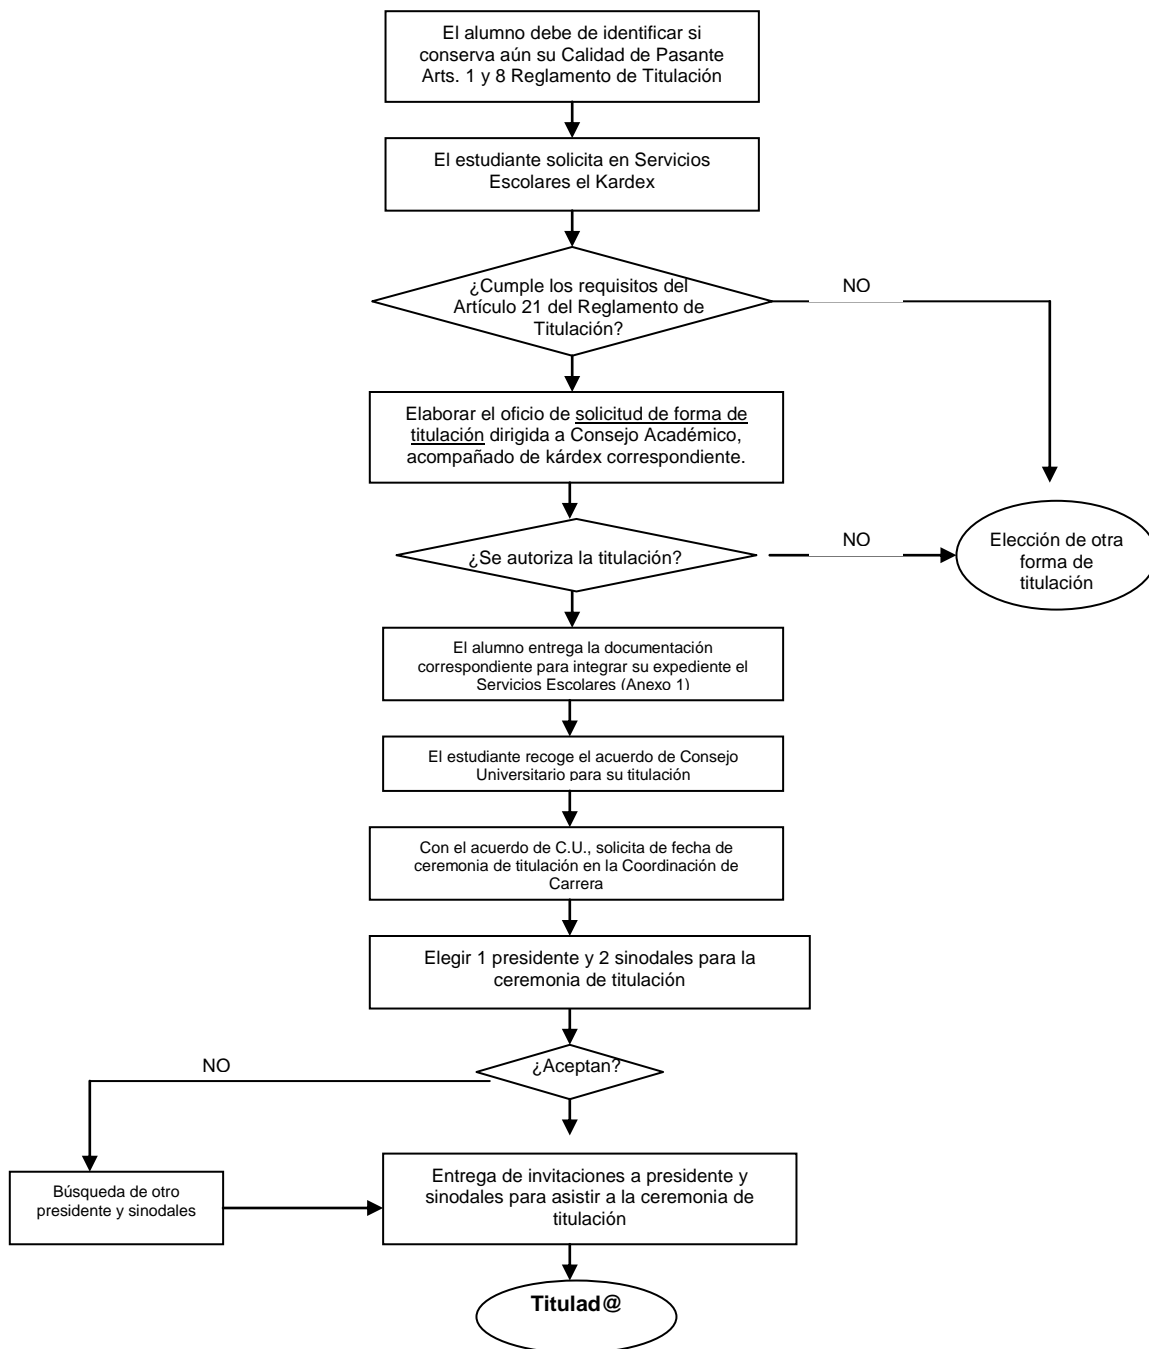 El alumno debe de identificar si
conserva aún su Calidad de Pasante
Arts. 1 y 8 Reglamento de Titulación
El estudiante solicita en Servicios
Escolares el Kardex
¿Cumple los requisitos del
Artículo 21 del Reglamento de
Titulación?
NO
Elaborar el oficio de solicitud de forma de
titulación dirigida a Consejo Académico,
acompañado de kárdex correspondiente.
¿Se autoriza la titulación?
NO
Elección de otra
forma de
titulación
El alumno entrega la documentación
correspondiente para integrar su expediente el
Servicios Escolares (Anexo 1)
El estudiante recoge el acuerdo de Consejo
Universitario para su titulación
Con el acuerdo de C.U., solicita de fecha de
ceremonia de titulación en la Coordinación de
Carrera
Elegir 1 presidente y 2 sinodales para la
ceremonia de titulación
¿Aceptan?
NO
Búsqueda de otro
presidente y sinodales
Entrega de invitaciones a presidente y
sinodales para asistir a la ceremonia de
titulación
Titulad@